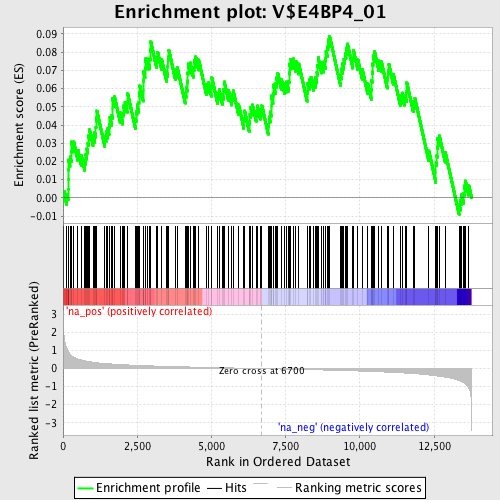 Enrichment plot: V$E4BP4_01
Enrichment score (ES)
0.09
0.08
0.07
0.06
0.05
0.04
0.03
0.02
0.01
0.00
-0.01
'na_pos' (positively correlated)
Ranked list metric (PreRanked)
3
2
1
0
-1
-2
-3
Zero cross at 6700
'na_neg' (negatively correlated)
0
2,500
5,000
7,500
10,000
12,500
Rank in Ordered Dataset
Enrichment profile
Hits
Ranking metric scores